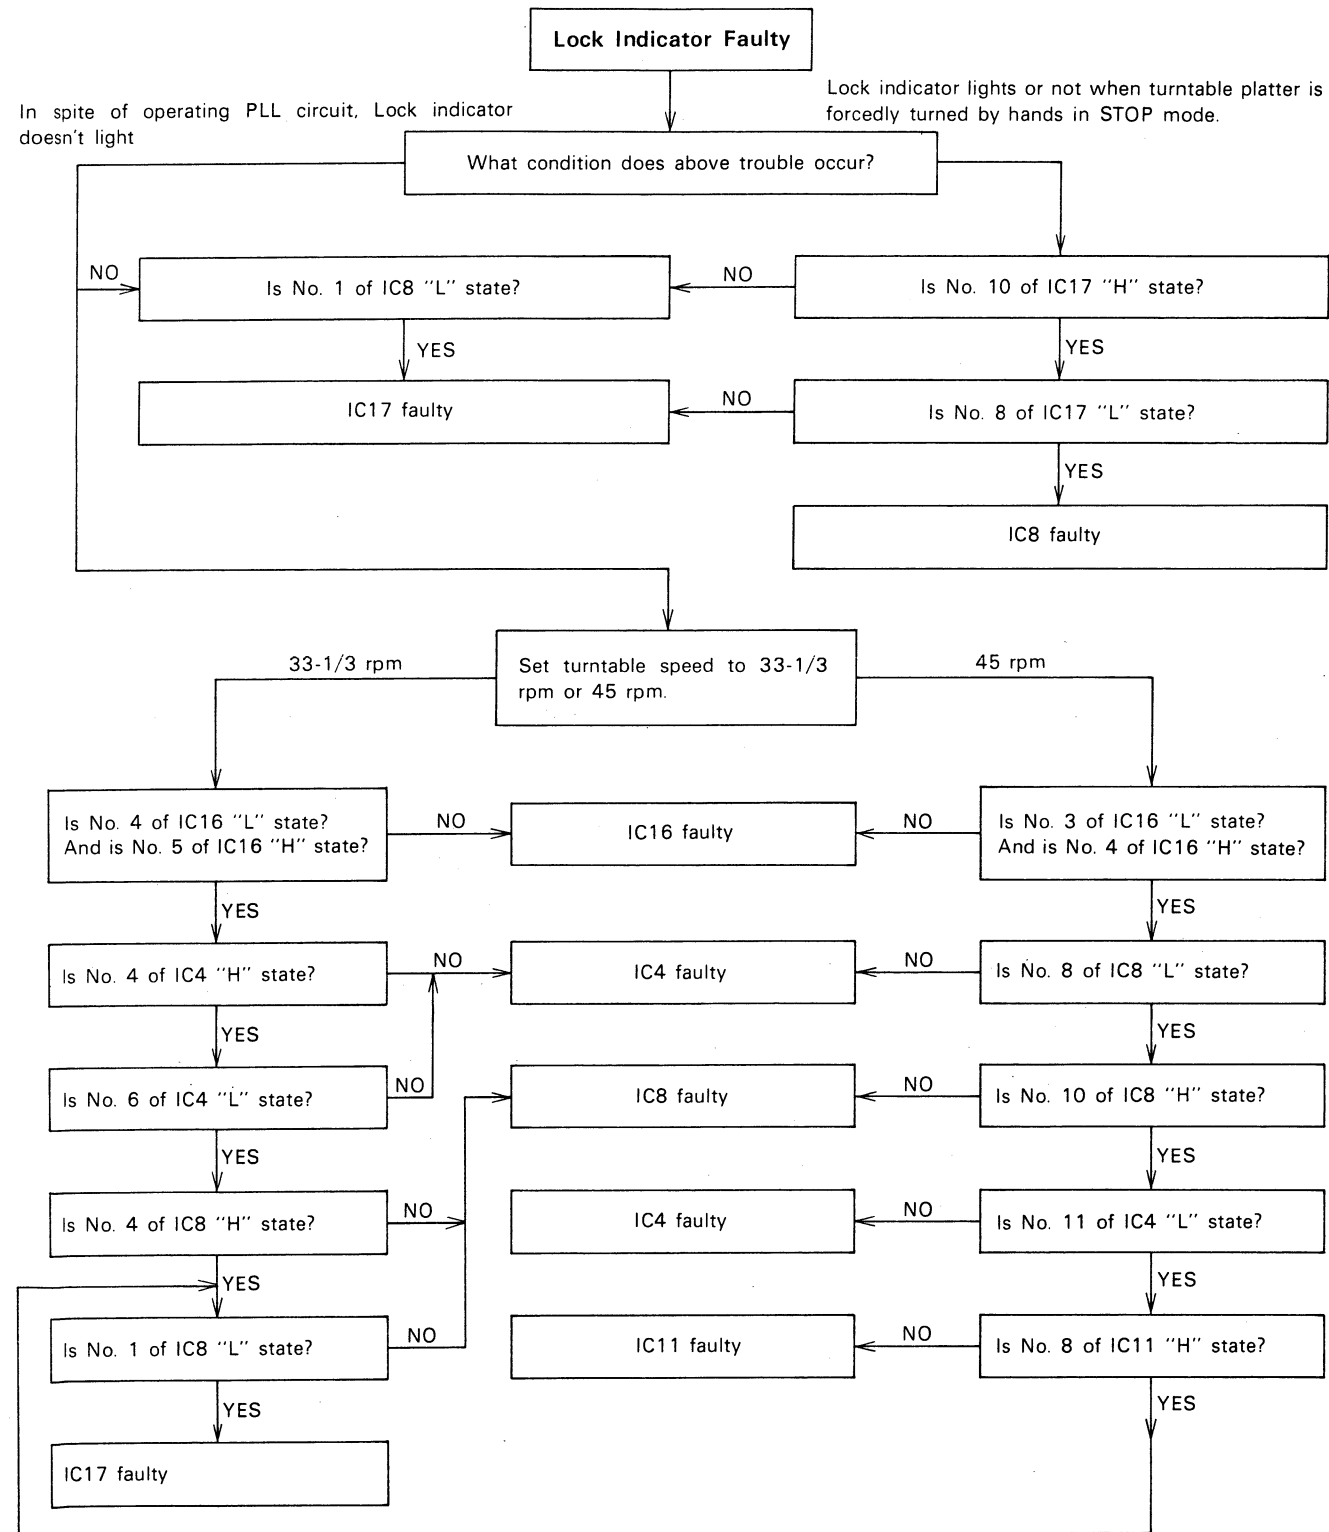 Lock Indicator Faulty
In spite of operating PLL circuit, Lock indicator
doesn't light
Lock indicator lights or not when turntable platter is
forcedly turned by hands in STOP mode.
What condition does above trouble occur?
NO
Is No. 1 of IC8 "L" state?
NO
Is No. 10 of IC17 "H" state?
YES
YES
IC17 faulty
NO
Is No. 8 of IC17 "L" state?
YES
IC8 faulty
33-1/3 rpm
Set turntable speed to 33-1/3
rpm or 45 rpm.
45 rpm
Is No. 4 of IC16 "L" state?
And is No. 5 of IC16 "H" state?
NO
IC16 faulty
NO
Is No. 3 of IC16 "L" state?
And is No. 4 of IC16 "H" state?
YES
YES
Is No. 4 of IC4 "H" state?
NO
IC4 faulty
NO
Is No. 8 of IC8 "L" state?
YES
YES
Is No. 6 of IC4 "L" state?
NO
IC8 faulty
NO
Is No. 10 of IC8 "H" state?
YES
YES
Is No. 4 of IC8 "H" state?
NO
IC4 faulty
NO
Is No. 11 of IC4 "L" state?
YES
YES
Is No. 1 of IC8 "L" state?
NO
IC11 faulty
NO
Is No. 8 of IC11 "H" state?
YES
YES
IC17 faulty